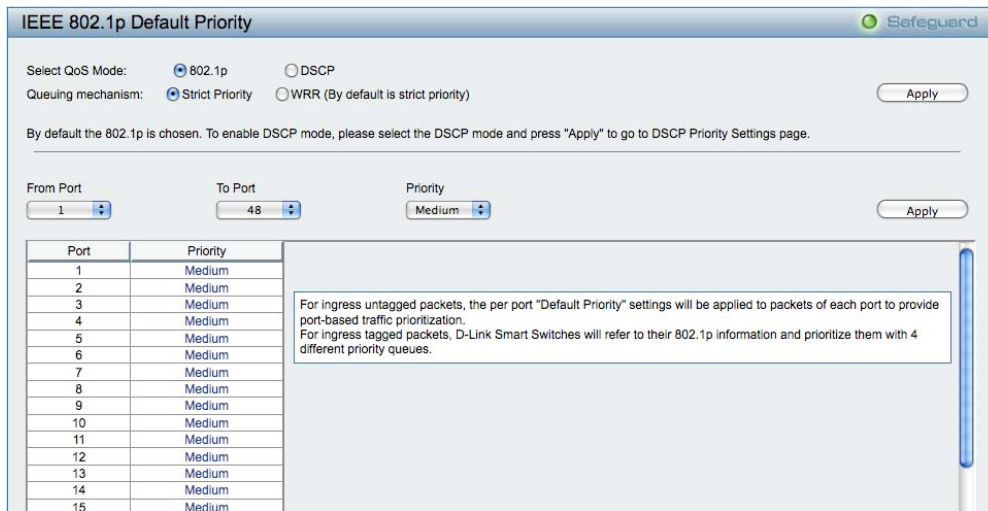 IEEE 802.1p Default Priority
Safeguard
Select QoS Mode: 802.1p DSCP
Queuing mechanism: Strict Priority WRR (By default is strict priority)
Apply
By default the 802.1p is chosen. To enable DSCP mode, please select the DSCP mode and press "Apply" to go to DSCP Priority Settings page.
From Port To Port Priority
1 48 Medium Apply
Port Priority
1 Medium
2 Medium
3 Medium
4 Medium
5 Medium
6 Medium
7 Medium
8 Medium
9 Medium
10 Medium
11 Medium
12 Medium
13 Medium
14 Medium
15 Medium
For ingress untagged packets, the per port "Default Priority" settings will be applied to packets of each port to provide
port-based traffic prioritization.
For ingress tagged packets, D-Link Smart Switches will refer to their 802.1p information and prioritize them with 4
different priority queues.